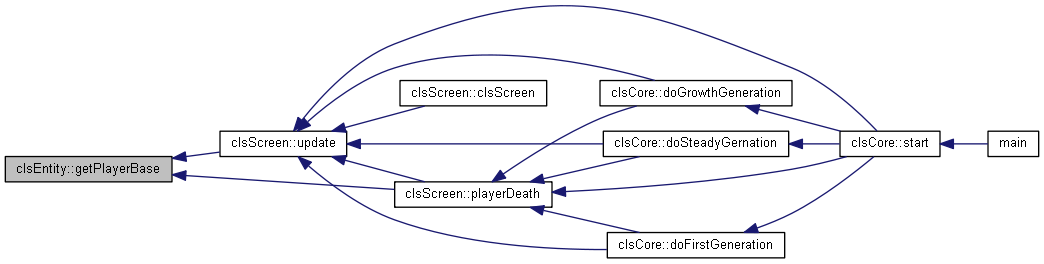 clsEntity::getPlayerBase
clsScreen::update
clsScreen::clsScreen
clsScreen::playerDeath
clsCore::doGrowthGeneration
clsCore::doSteadyGernation
clsCore::doFirstGeneration
clsCore::start
main